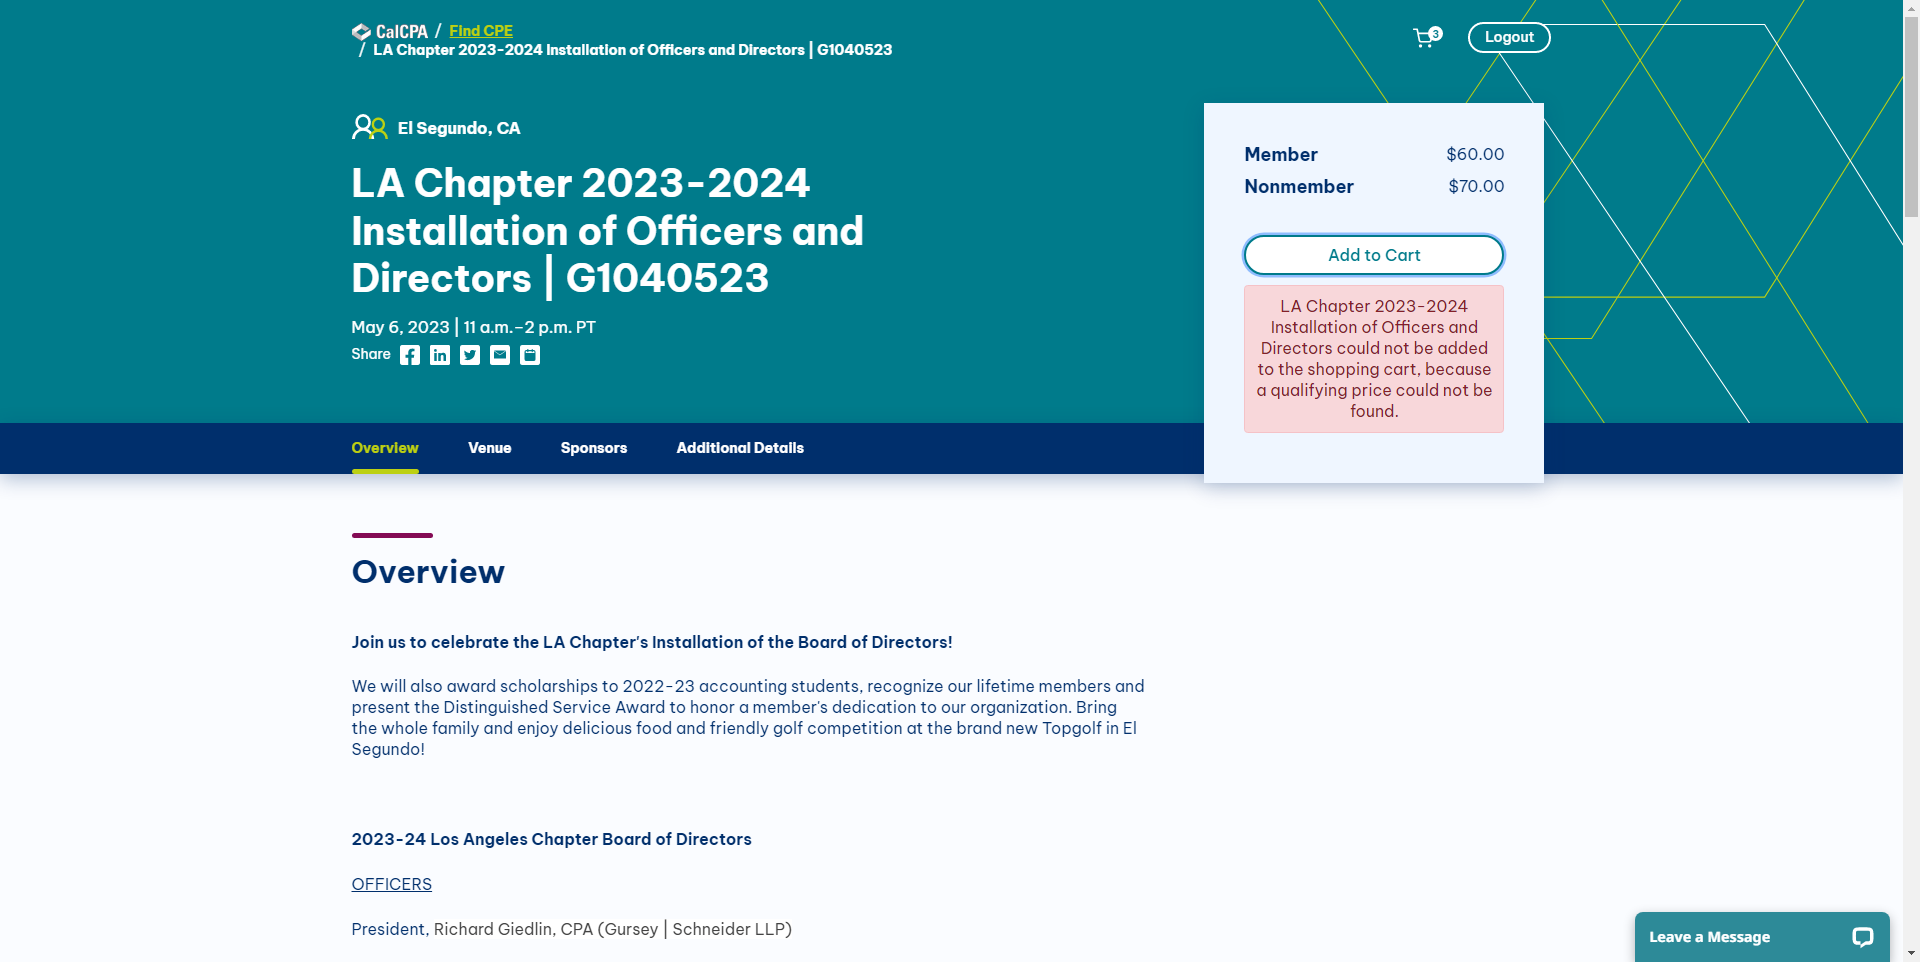 CalCPA / Find CPE
/ LA Chapter 2023-2024 Installation of Officers and Directors | G1040523
3
Logout
El Segundo, CA
LA Chapter 2023-2024
Installation of Officers and
Directors | G1040523
May 6, 2023 | 11 a.m.–2 p.m. PT
Share
Member $60.00
Nonmember $70.00
Add to Cart
LA Chapter 2023-2024
Installation of Officers and
Directors could not be added
to the shopping cart, because
a qualifying price could not be
found.
Overview Venue Sponsors Additional Details
Overview
Join us to celebrate the LA Chapter's Installation of the Board of Directors!
We will also award scholarships to 2022-23 accounting students, recognize our lifetime members and
present the Distinguished Service Award to honor a member's dedication to our organization. Bring
the whole family and enjoy delicious food and friendly golf competition at the brand new Topgolf in El
Segundo!
2023-24 Los Angeles Chapter Board of Directors
OFFICERS
President, Richard Giedlin, CPA (Gursey | Schneider LLP)
Leave a Message